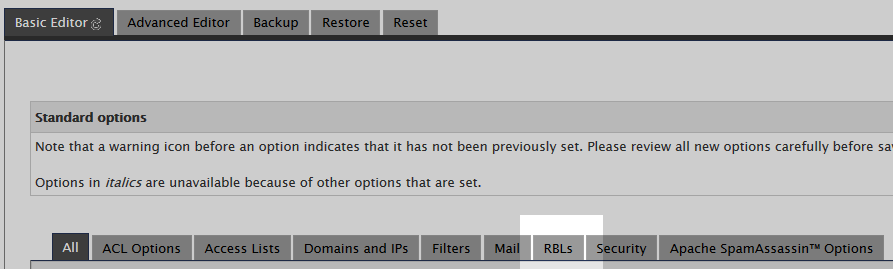 Basic Editor Advanced Editor Backup Restore Reset
Standard options
Note that a warning icon before an option indicates that it has not been previously set. Please review all new options carefully before
Options in italics are unavailable because of other options that are set.
All ACL Options Access Lists Domains and IPs Filters Mail RBLs Security Apache SpamAssassin™ Options